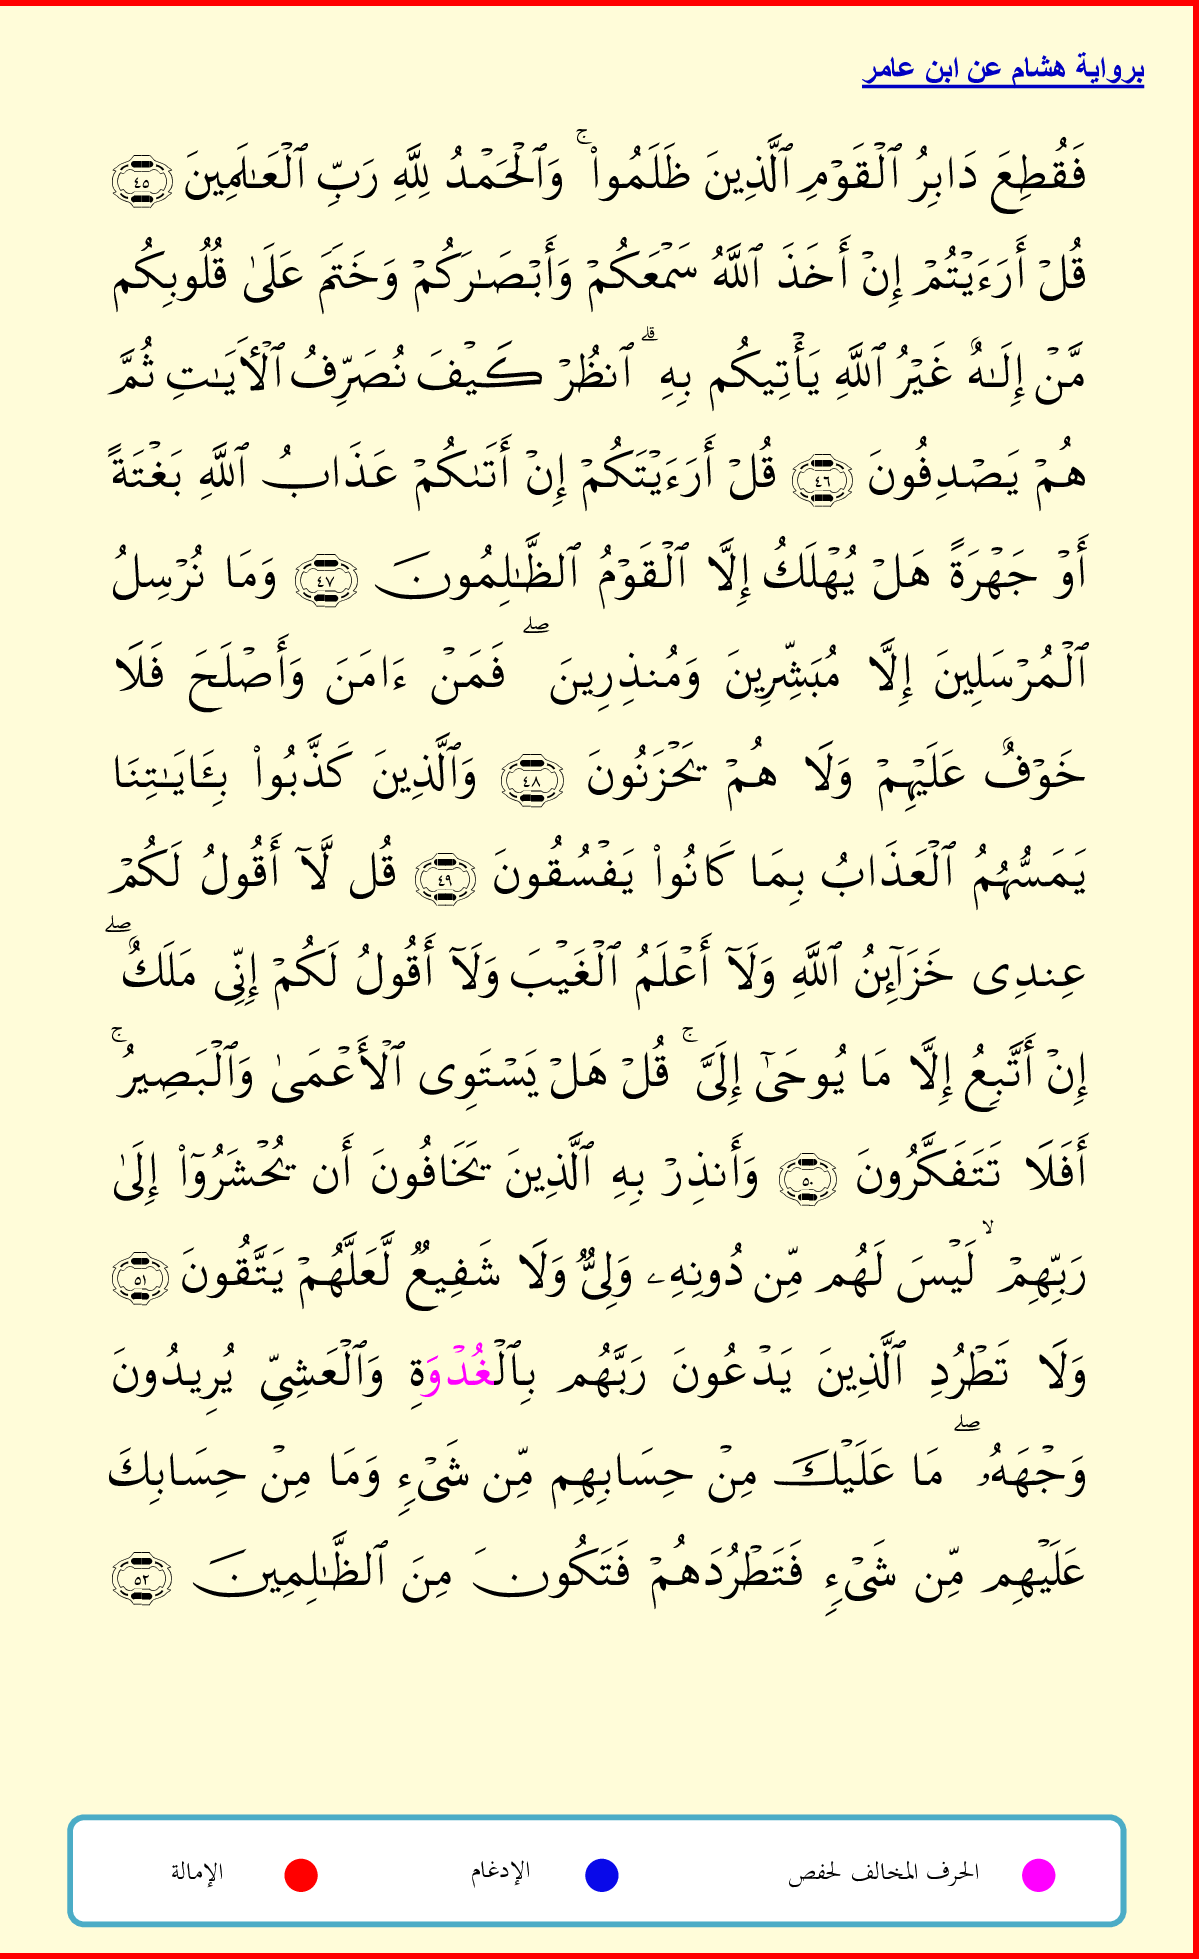 برواية هشام عن ابن عامر
فَقُطِعَ دَابِرُ ٱلۡقَوۡمِ ٱلَّذِينَ ظَلَمُواْۚ وَٱلۡحَمۡدُ لِلَّهِ رَبِّ ٱلۡعَٰلَمِينَ ٤٥
قُلۡ أَرَءَيۡتُمۡ إِنۡ أَخَذَ ٱللَّهُ سَمۡعَكُمۡ وَأَبۡصَٰرَكُمۡ وَخَتَمَ عَلَىٰ قُلُوبِكُم
مَّنۡ إِلَٰهٌ غَيۡرُ ٱللَّهِ يَأۡتِيكُم بِهِۗ ٱنظُرۡ كَيۡفَ نُصَرِّفُ ٱلۡأٓيَٰتِ ثُمَّ
هُمۡ يَصۡدِفُونَ ٤٦ قُلۡ أَرَءَيۡتَكُمۡ إِنۡ أَتَىٰكُمۡ عَذَابُ ٱللَّهِ بَغۡتَةً
أَوۡ جَهۡرَةً هَلۡ يُهۡلَكُ إِلَّا ٱلۡقَوۡمُ ٱلظَّٰلِمُونَ ٤٧ وَمَا نُرۡسِلُ
ٱلۡمُرۡسَلِينَ إِلَّا مُبَشِّرِينَ وَمُنذِرِينَۖ فَمَنۡ ءَامَنَ وَأَصۡلَحَ فَلَا
خَوۡفٌ عَلَيۡهِمۡ وَلَا هُمۡ يَحۡزَنُونَ ٤٨ وَٱلَّذِينَ كَذَّبُواْ بِـَٔايَٰتِنَا
يَمَسُّهُمُ ٱلۡعَذَابُ بِمَا كَانُواْ يَفۡسُقُونَ ٤٩ قُل لَّآ أَقُولُ لَكُمۡ
عِندِى خَزَآئِنُ ٱللَّهِ وَلَآ أَعۡلَمُ ٱلۡغَيۡبَ وَلَآ أَقُولُ لَكُمۡ إِنِّى مَلَكٌۖ
إِنۡ أَتَّبِعُ إِلَّا مَا يُوحَىٰٓ إِلَىَّۚ قُلۡ هَلۡ يَسۡتَوِى ٱلۡأَعۡمَىٰ وَٱلۡبَصِيرُۚ
أَفَلَا تَتَفَكَّرُونَ ٥٠ وَأَنذِرۡ بِهِ ٱلَّذِينَ يَخَافُونَ أَن يُحۡشَرُوٓاْ إِلَىٰ
رَبِّهِمۡۙ لَيۡسَ لَهُم مِّن دُونِهِۦ وَلِىٌّ وَلَا شَفِيعٌ لَّعَلَّهُمۡ يَتَّقُونَ ٥١
وَلَا تَطۡرُدِ ٱلَّذِينَ يَدۡعُونَ رَبَّهُم بِٱلۡغُدۡوَةِ وَٱلۡعَشِىِّ يُرِيدُونَ
وَجۡهَهُۥۖ مَا عَلَيۡكَ مِنۡ حِسَابِهِم مِّن شَىۡءٍ وَمَا مِنۡ حِسَابِكَ
عَلَيۡهِم مِّن شَىۡءٍ فَتَطۡرُدَهُمۡ فَتَكُونَ مِنَ ٱلظَّٰلِمِينَ ٥٢
الحرف المخالف لحفص الإدغام الإمالة